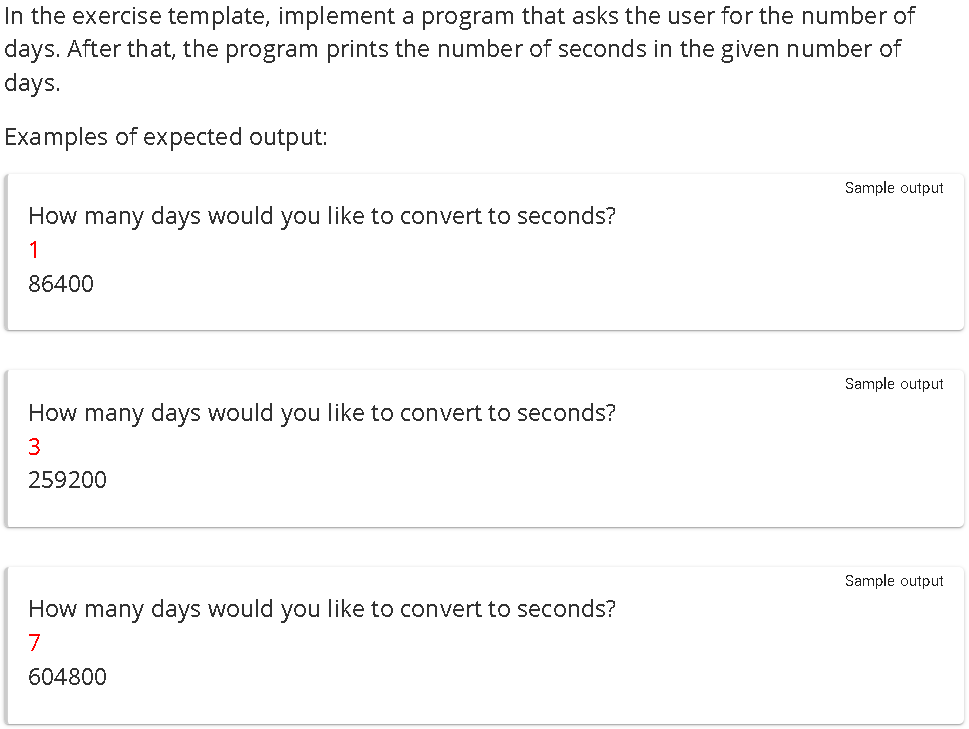 In the exercise template, implement a program that asks the user for the number of
days. After that, the program prints the number of seconds in the given number of
days.
Examples of expected output:
Sample output
How many days would you like to convert to seconds?
1
86400
Sample output
How many days would you like to convert to seconds?
3
259200
Sample output
How many days would you like to convert to seconds?
7
604800